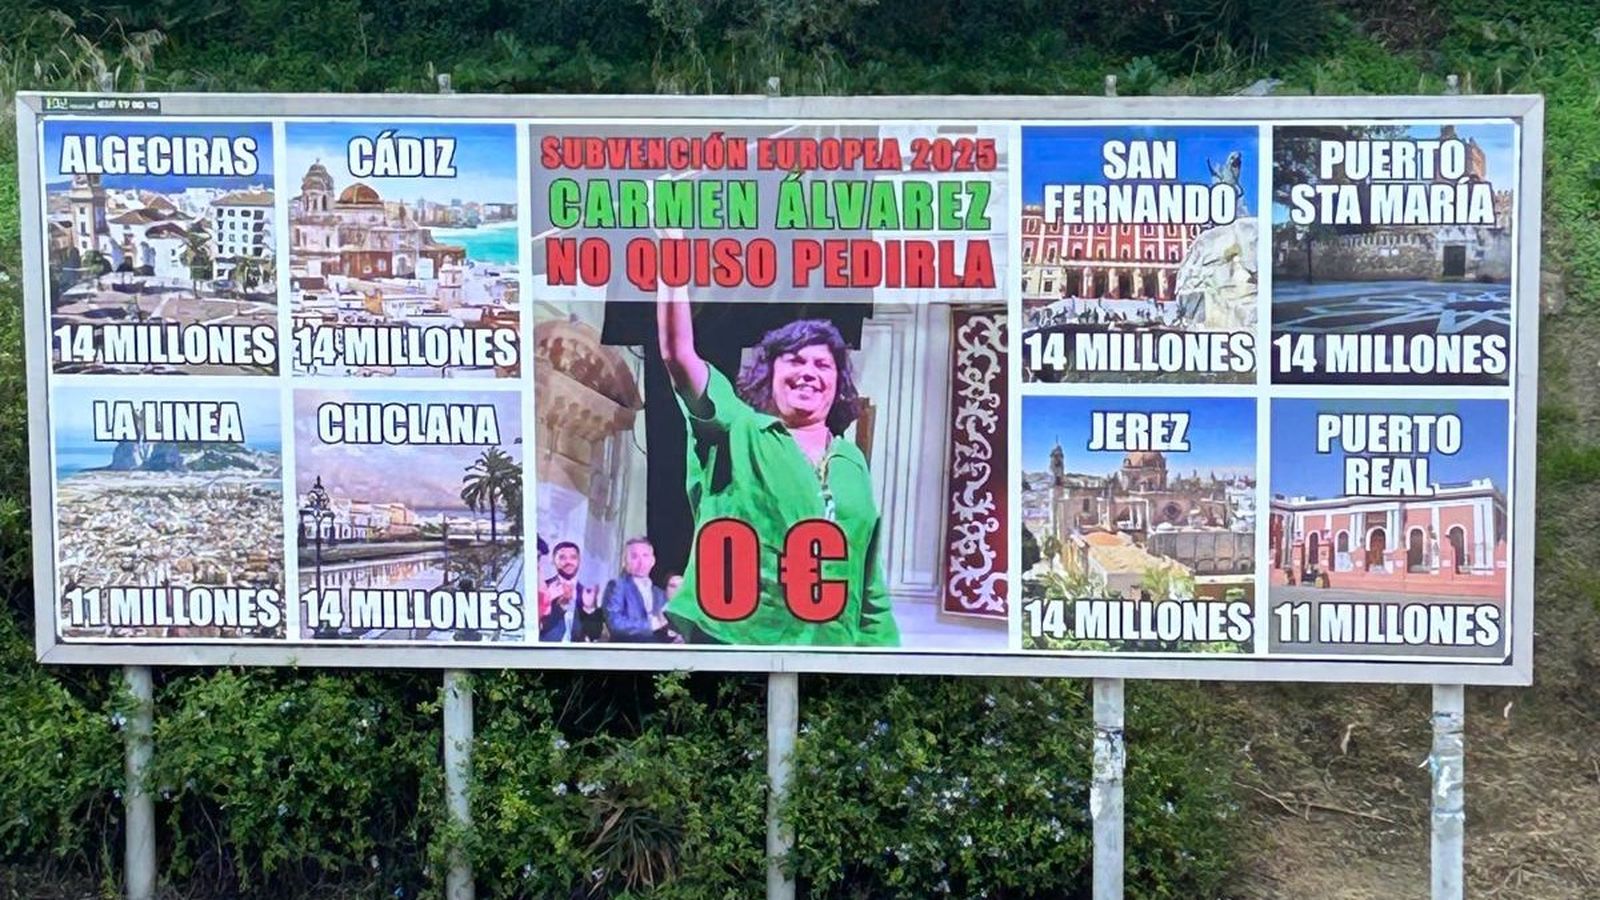 ALGECIRAS
14 MILLONES
CÁDIZ
14 MILLONES
LA LINEA
11 MILLONES
CHICLANA
14 MILLONES
SUBVENCIÓN EUROPEA 2025
CARMEN ÁLVAREZ
NO QUISO PEDIRLA
0 €
SAN
FERNANDO
14 MILLONES
PUERTO
STA MARÍA
14 MILLONES
JEREZ
14 MILLONES
PUERTO
REAL
11 MILLONES